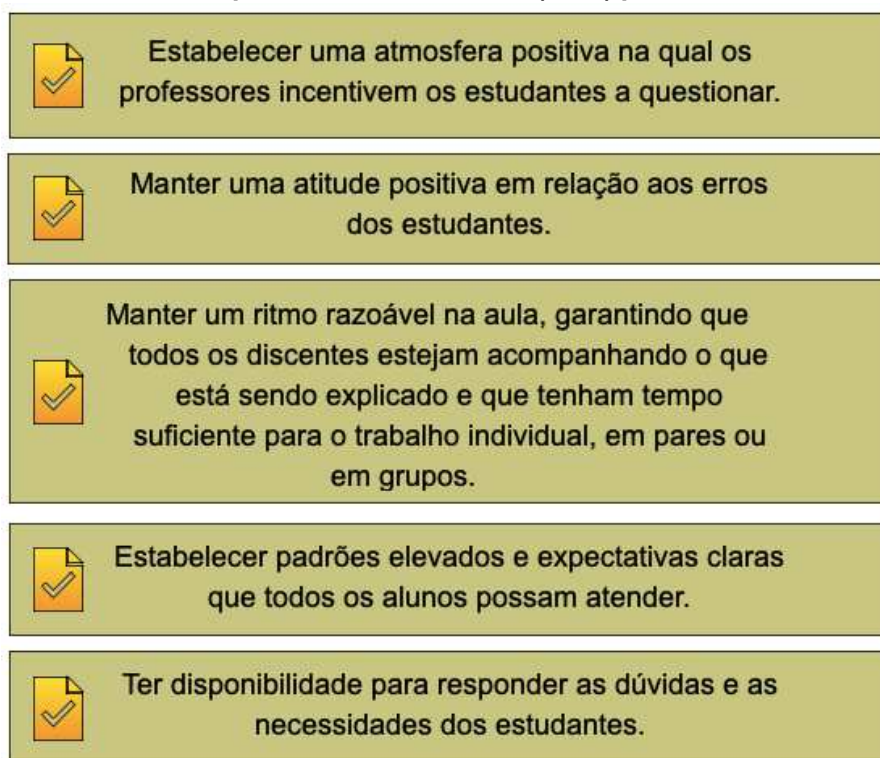 Estabelecer uma atmosfera positiva na qual os
professores incentivem os estudantes a questionar.
Manter uma atitude positiva em relação aos erros
dos estudantes.
Manter um ritmo razoável na aula, garantindo que
todos os discentes estejam acompanhando o que
está sendo explicado e que tenham tempo
suficiente para o trabalho individual, em pares ou
em grupos.
Estabelecer padrões elevados e expectativas claras
que todos os alunos possam atender.
Ter disponibilidade para responder as dúvidas e as
necessidades dos estudantes.